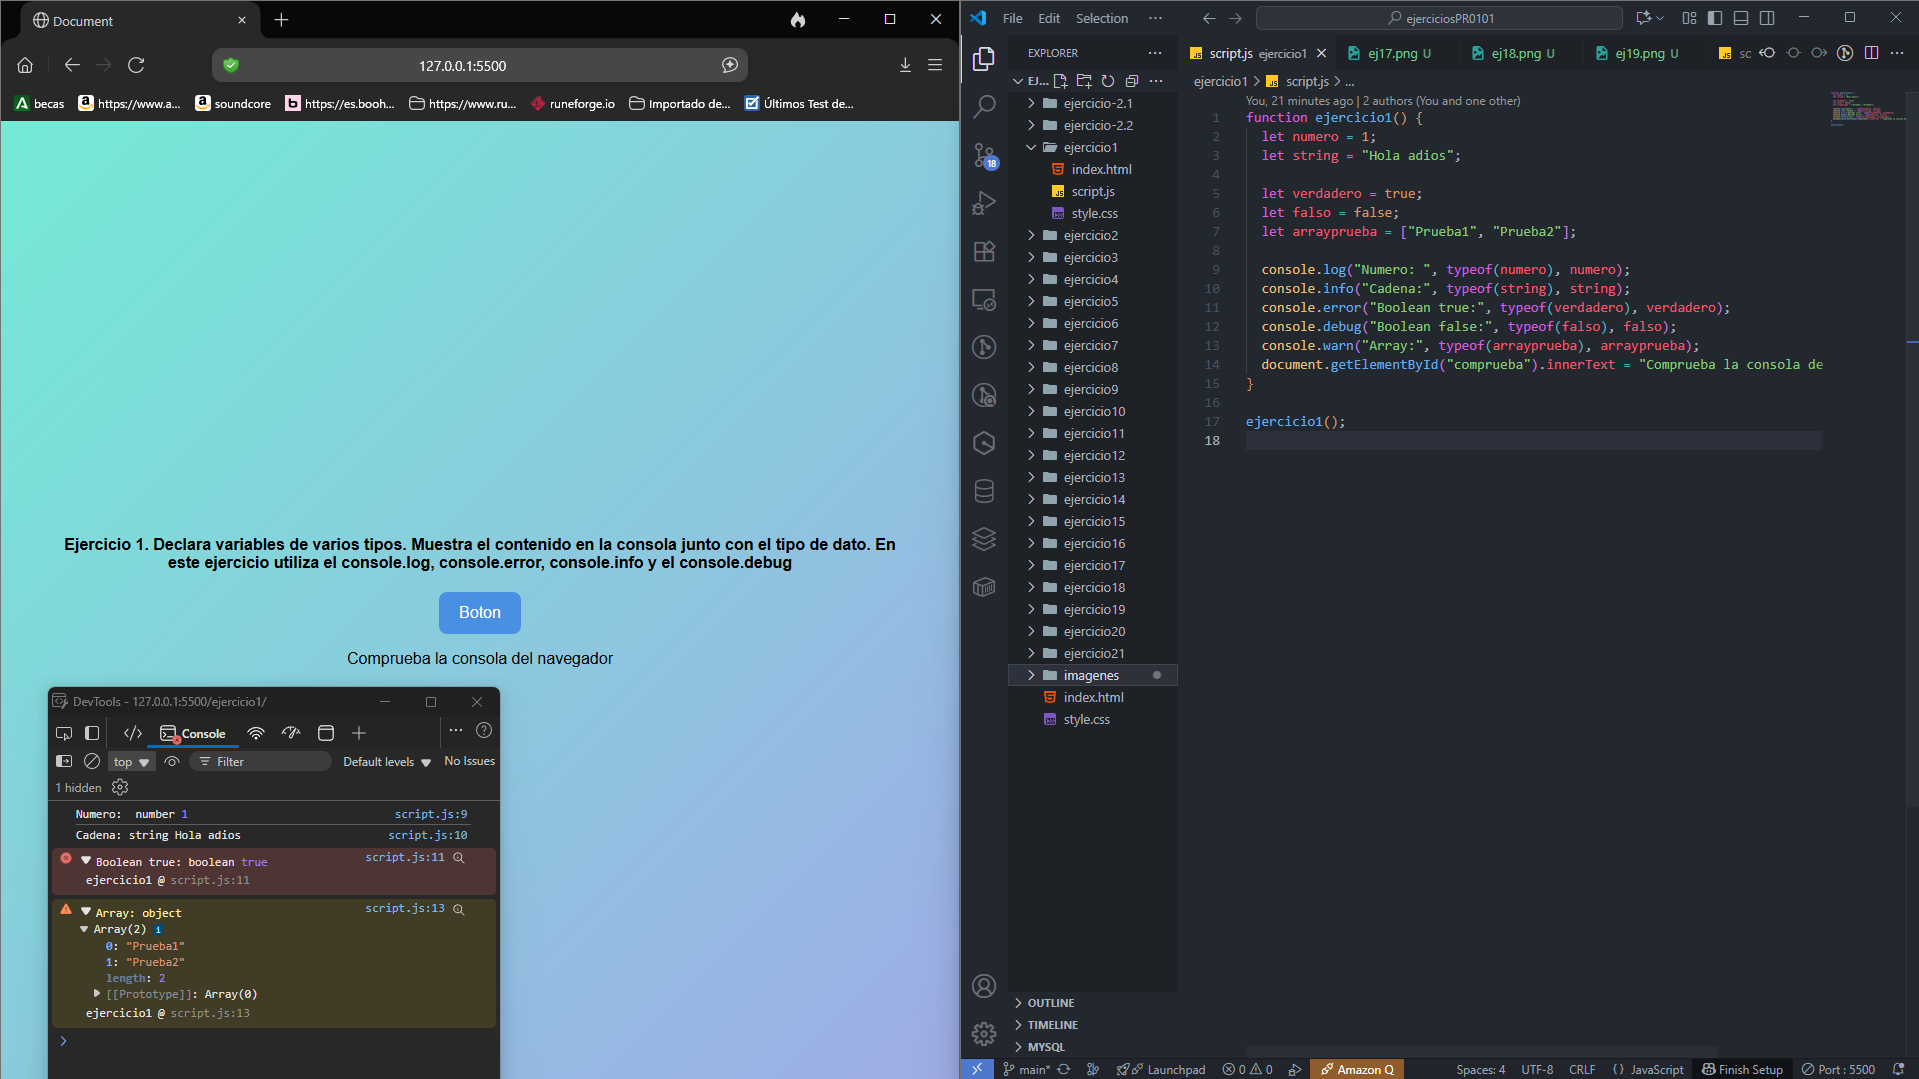 Document
127.0.0.1:5500
becas
https://www.a...
soundcore
https://es.booh...
https://www.ru...
runeforge.io
Importado de...
Últimos Test de...
Ejercicio 1. Declara variables de varios tipos. Muestra el contenido en la consola junto con el tipo de dato. En
este ejercicio utiliza el console.log, console.error, console.info y el console.debug
Boton
Comprueba la consola del navegador
DevTools - 127.0.0.1:5500/ejercicio1/
Console
top
Filter
Default levels
No Issues
1 hidden
Numero:  number 1 script.js:9
Cadena: string Hola adios script.js:10
Boolean true: boolean true script.js:11
ejercicio1 @ script.js:11
Array: object script.js:13
Array(2) i
0: "Prueba1"
1: "Prueba2"
length: 2
[[Prototype]]: Array(0)
ejercicio1 @ script.js:13
File Edit Selection ...
ejerciciosPR0101
EXPLORER
EJ...
ejercicio-2.1
ejercicio-2.2
ejercicio1
index.html
script.js
style.css
ejercicio2
ejercicio3
ejercicio4
ejercicio5
ejercicio6
ejercicio7
ejercicio8
ejercicio9
ejercicio10
ejercicio11
ejercicio12
ejercicio13
ejercicio14
ejercicio15
ejercicio16
ejercicio17
ejercicio18
ejercicio19
ejercicio20
ejercicio21
imagenes
index.html
style.css
OUTLINE
TIMELINE
MYSQL
18
script.js ejercicio1
ej17.png U
ej18.png U
ej19.png U
JS sc
ejercicio1 > JS script.js > ...
You, 21 minutes ago | 2 authors (You and one other)
1 function ejercicio1() {
2 let numero = 1;
3 let string = "Hola adios";
4
5 let verdadero = true;
6 let falso = false;
7 let arrayprueba = ["Prueba1", "Prueba2"];
8
9 console.log("Numero: ", typeof(numero), numero);
10 console.info("Cadena:", typeof(string), string);
11 console.error("Boolean true:", typeof(verdadero), verdadero);
12 console.debug("Boolean false:", typeof(falso), falso);
13 console.warn("Array:", typeof(arrayprueba), arrayprueba);
14 document.getElementById("comprueba").innerText = "Comprueba la consola de
15 }
16
17 ejercicio1();
18
main*
Launchpad
0 0
Amazon Q
Spaces: 4
UTF-8
CRLF
{ } JavaScript
Finish Setup
Port : 5500